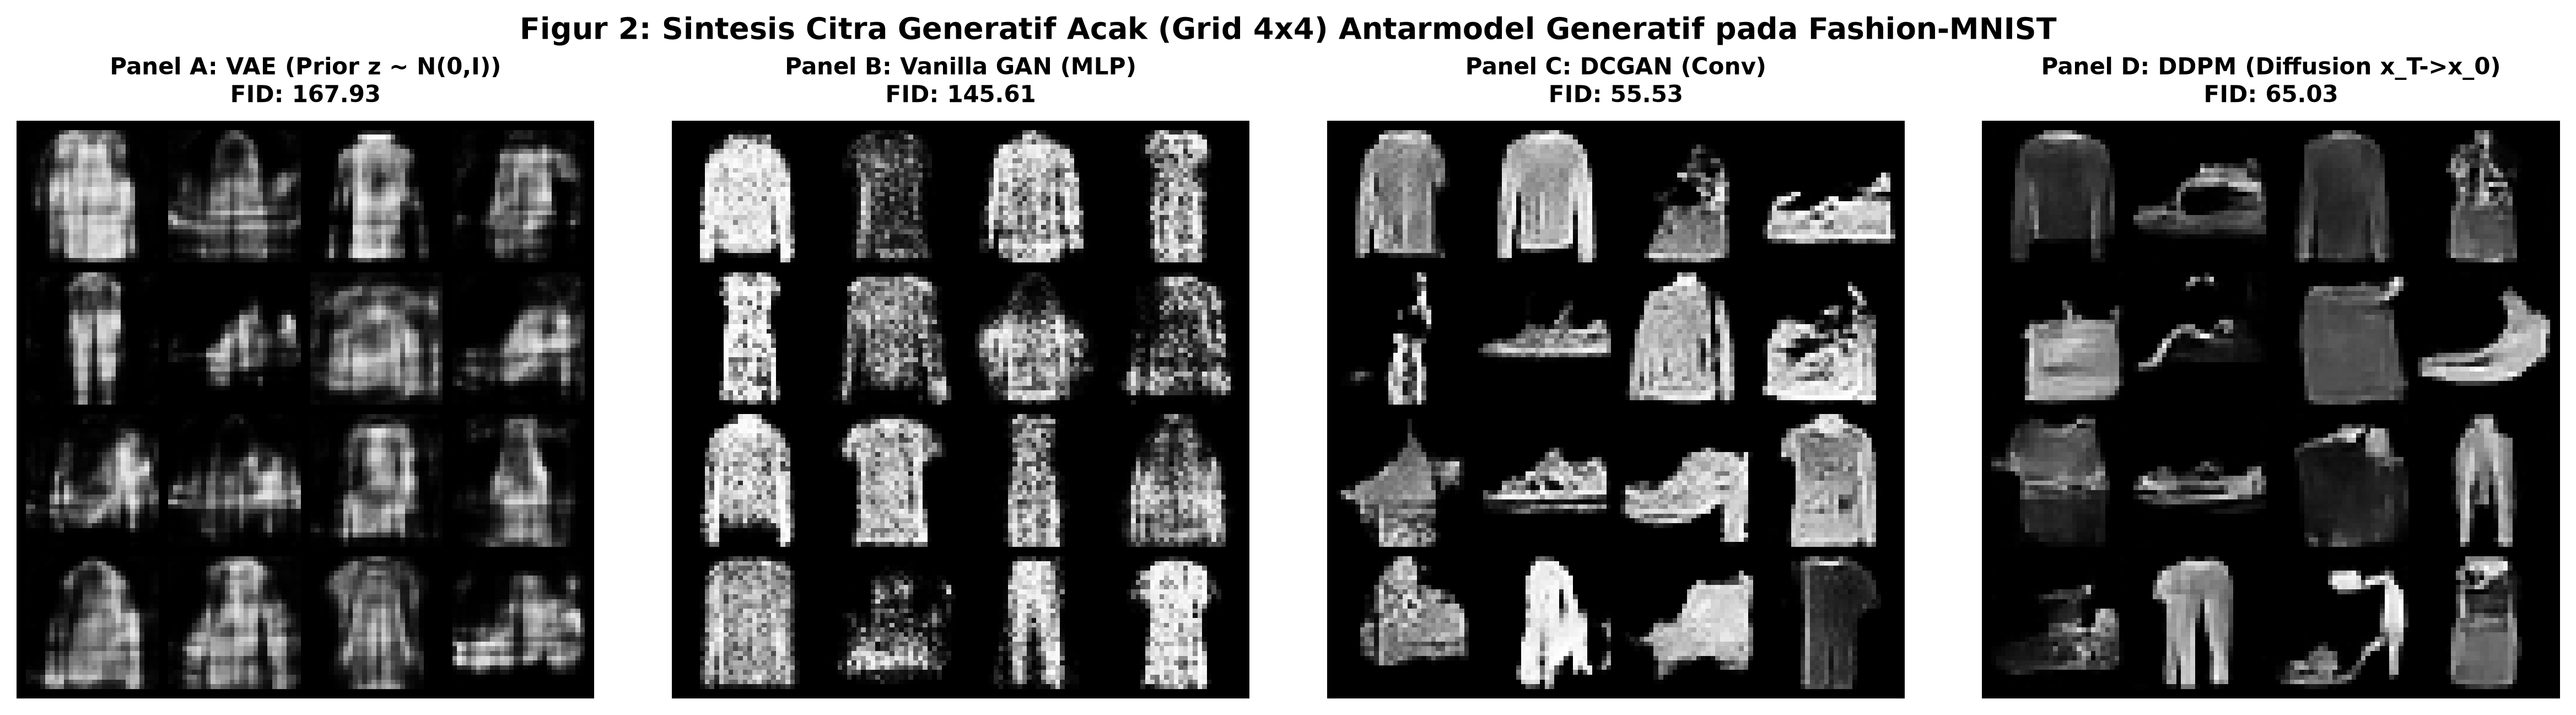 Figur 2: Sintesis Citra Generatif Acak (Grid 4x4) Antarmodel Generatif pada Fashion-MNIST
Panel A: VAE (Prior z ~ N(0,I))
FID: 167.93
Panel B: Vanilla GAN (MLP)
FID: 145.61
Panel C: DCGAN (Conv)
FID: 55.53
Panel D: DDPM (Diffusion x_T->x_0)
FID: 65.03